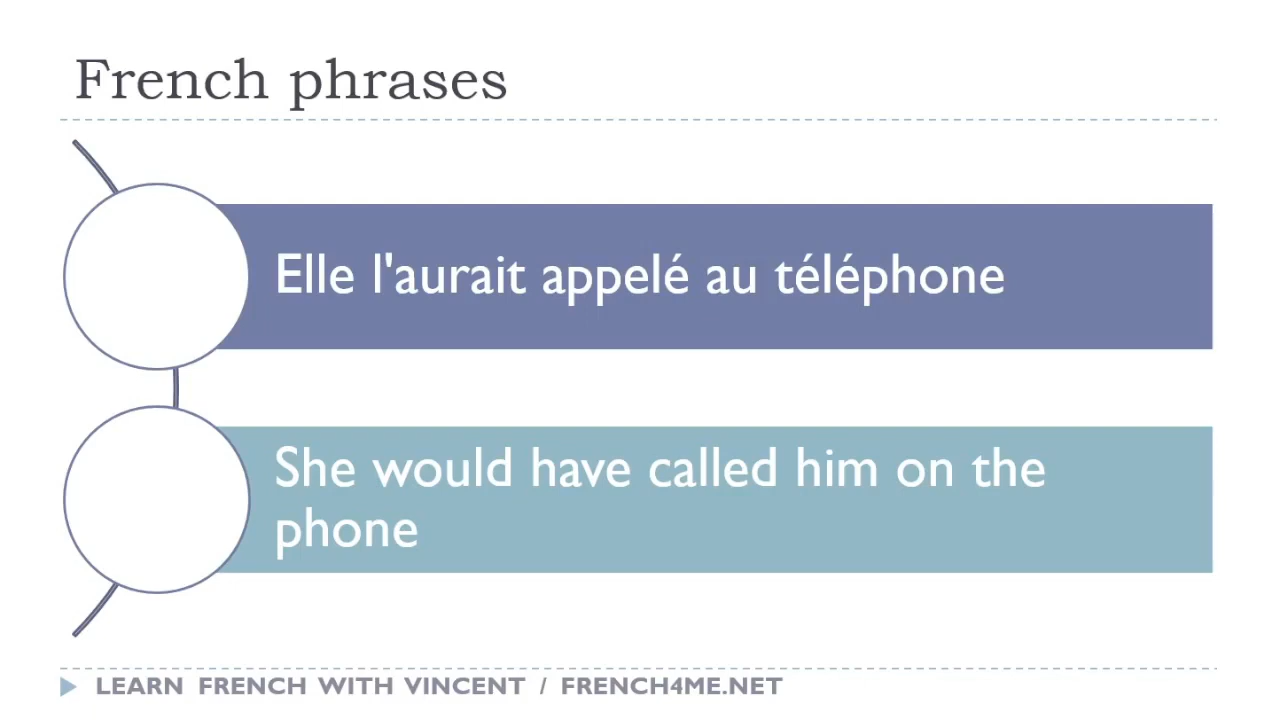 French phrases
Elle l'aurait appelé au téléphone
She would have called him on the
phone
LEARN FRENCH WITH VINCENT / FRENCH4ME.NET